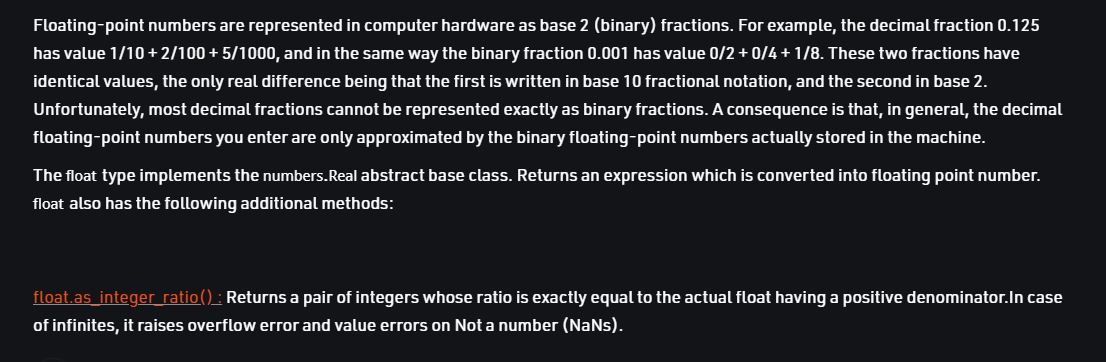 Floating-point numbers are represented in computer hardware as base 2 (binary) fractions. For example, the decimal fraction 0.125
has value 1/10 + 2/100 + 5/1000, and in the same way the binary fraction 0.001 has value 0/2 + 0/4 + 1/8. These two fractions have
identical values, the only real difference being that the first is written in base 10 fractional notation, and the second in base 2.
Unfortunately, most decimal fractions cannot be represented exactly as binary fractions. A consequence is that, in general, the decimal
floating-point numbers you enter are only approximated by the binary floating-point numbers actually stored in the machine.
The float type implements the numbers.Real abstract base class. Returns an expression which is converted into floating point number.
float also has the following additional methods:
float.as_integer_ratio() : Returns a pair of integers whose ratio is exactly equal to the actual float having a positive denominator.In case
of infinites, it raises overflow error and value errors on Not a number (NaNs).